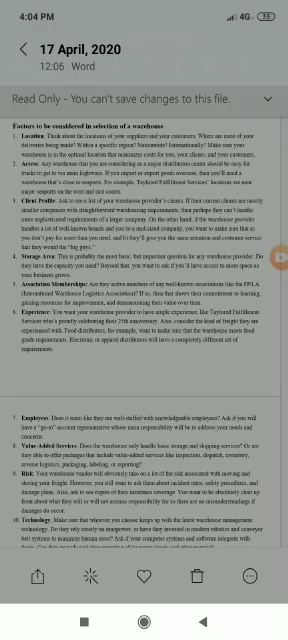 4:04 PM
4G 35
17 April, 2020
12:06 Word
Read Only - You can't save changes to this file.
Factors to be considered in selection of a warehouse
1. Location: Think about the locations of your suppliers and your customers. Where are most of your
deliveries being made? Within a specific region? Nationwide? Internationally? Make sure your
warehouse is in the optimal location that minimizes costs for you, your clients, and your customers.
2. Access: Any warehouse that you are considering as a major distribution center should be easy for
trucks to get to via main highways. If you import or export goods overseas, then you'll need a
warehouse that's close to seaports. For example, Taylored Fulfillment Services' locations are near
major seaports on the west and east coasts.
3. Client Profile: Ask to see a list of your warehouse provider's clients. If their current clients are mostly
smaller companies with straightforward warehousing requirements, then perhaps they can't handle
more sophisticated requirements of a larger company. On the other hand, if the warehouse provider
handles a lot of well-known brands and you're a mid-sized company, you want to make sure that as
you don't pay for more than you need, and b) they'll give you the same attention and customer service
that they would the "big guys."
4. Storage Area: This is probably the most basic, but important question for any warehouse provider. Do
they have the capacity you need? Beyond that, you want to ask if you'll have access to more space as
your business grows.
5. Association Memberships: Are they active members of any well-known associations like the IWLA
(International Warehouse Logistics Association)? If so, then that shows their commitment to learning,
gaining resources for improvement, and demonstrating their value over time.
6. Experience: You want your warehouse provider to have ample experience, like Taylored Fulfillment
Services who's proudly celebrating their 25th anniversary. Also, consider the kind of freight they are
experienced with. Food distributors, for example, want to make sure that the warehouse meets food
grade requirements. Electronic or apparel distributors will have a completely different set of
requirements.
7. Employees: Does it seem like they are well-staffed with knowledgeable employees? Ask if you will
have a "go-to" account representative whose main responsibility will be to address your needs and
concerns.
8. Value-Added Services: Does the warehouse only handle basic storage and shipping services? Or are
they able to offer packages that include value-added services like inspection, dispatch, inventory,
reverse logistics, packaging, labeling, or reporting?
9. Risk: Your warehouse vendor will obviously take on a lot of the risk associated with moving and
storing your freight. However, you still want to ask them about incident rates, safety procedures, and
damage plans. Also, ask to see copies of their insurance coverage. You want to be absolutely clear up
front about what they will or will not assume responsibility for so there are no misunderstandings if
damages do occur.
10. Technology: Make sure that whoever you choose keeps up with the latest warehouse management
technology. Do they rely mostly on manpower, or have they invested in modern robotics and conveyor
belt systems to minimize human error? Ask if your computer systems and software integrate with